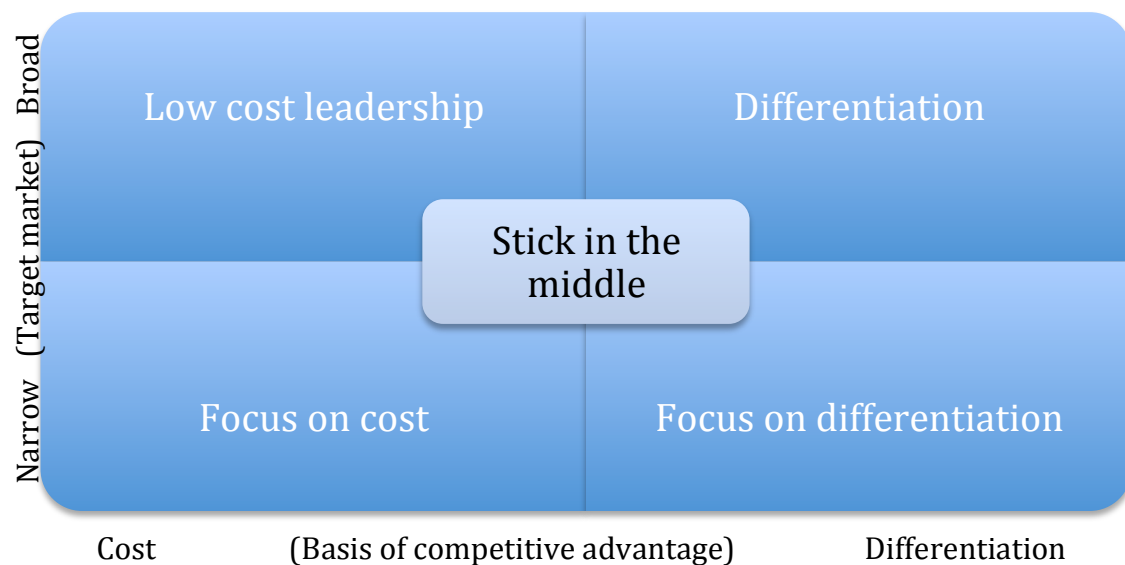 Narrow (Target market) Broad
Low cost leadership
Differentiation
Stick in the
middle
Focus on cost
Focus on differentiation
Cost (Basis of competitive advantage) Differentiation